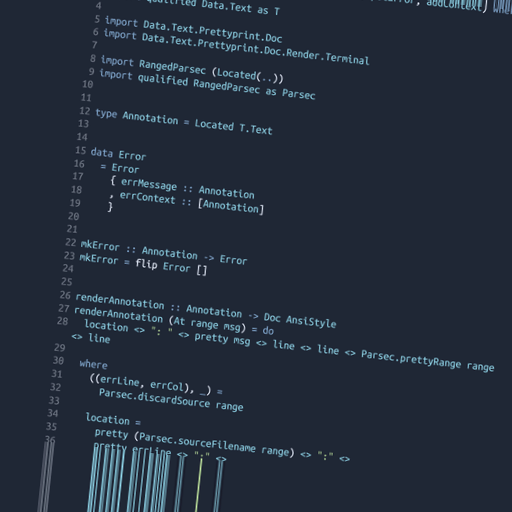 qualified Data.Text as T
4
5 import Data.Text.Prettyprint.Doc
6 import Data.Text.Prettyprint.Doc.Render.Terminal
7
8 import RangedParsec (Located(..))
9 import qualified RangedParsec as Parsec
10
11
12 type Annotation = Located T.Text
13
14
15 data Error
16 = Error
17 { errMessage :: Annotation
18 , errContext :: [Annotation]
19 }
20
21
22 mkError :: Annotation -> Error
23 mkError = flip Error []
24
25
26 renderAnnotation :: Annotation -> Doc AnsiStyle
27 renderAnnotation (At range msg) = do
28 location <> ": " <> pretty msg <> line <> line <> Parsec.prettyRange range
<> line
29
30 where
31 ((errLine, errCol), _) =
32 Parsec.discardSource range
33
34 location =
35 pretty (Parsec.sourceFilename range) <> ":" <>
36 pretty errLine <> ":" <>